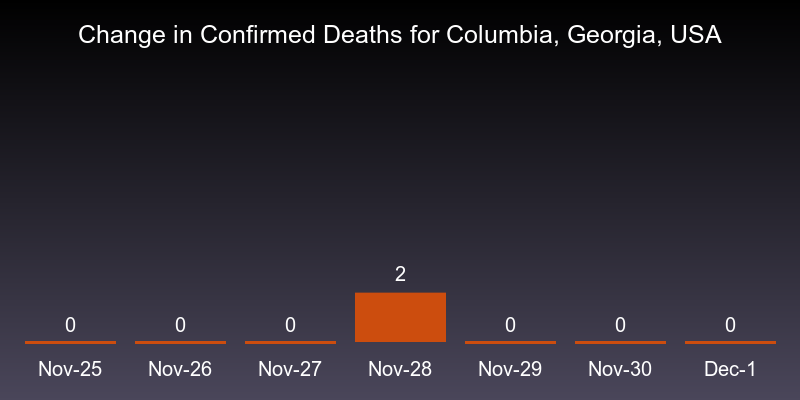 Change in Confirmed Deaths for Columbia, Georgia, USA
0 0 0 2 0 0 0
Nov-25 Nov-26 Nov-27 Nov-28 Nov-29 Nov-30 Dec-1